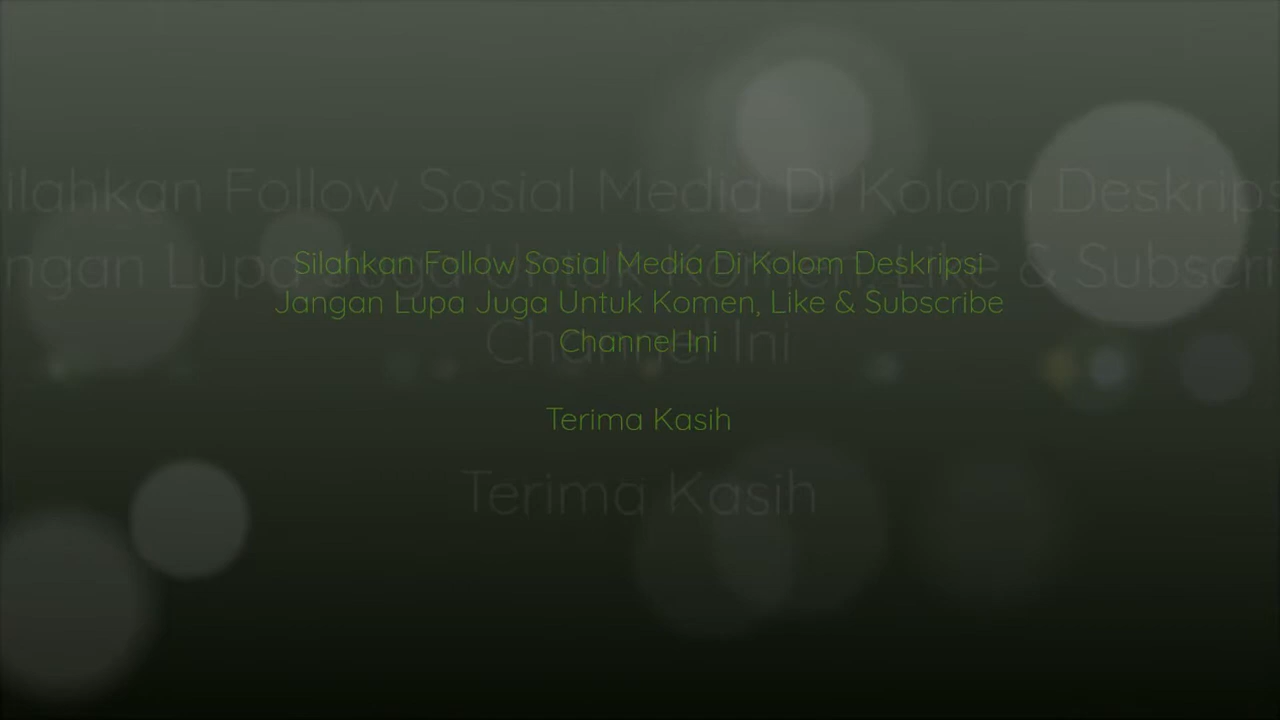 Silahkan Follow Sosial Media Di Kolom Deskripsi
Jangan Lupa Juga Untuk Komen, Like & Subscribe
Channel Ini
Terima Kasih